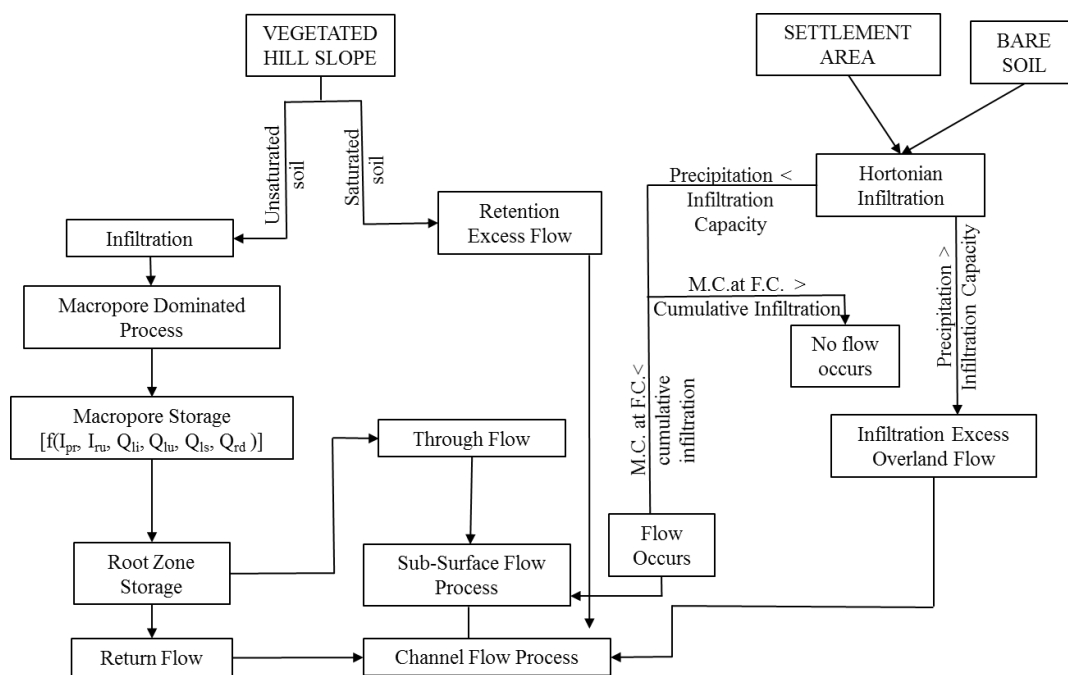 VEGETATED
HILL SLOPE
SETTLEMENT
AREA
BARE
SOIL
Unsaturated
soil
Saturated
soil
Precipitation <
Infiltration
Capacity
Hortonian
Infiltration
Retention
Excess Flow
Infiltration
Macropore Dominated
Process
M.C.at F.C. >
Cumulative Infiltration
Precipitation >
Infiltration Capacity
No flow
occurs
Macropore Storage
[f(Ipr, Iru, Qli, Qlu, Qls, Qrd )]
Through Flow
M.C. at F.C.<
cumulative
infiltration
Infiltration Excess
Overland Flow
Flow
Occurs
Root Zone
Storage
Sub-Surface Flow
Process
Return Flow
Channel Flow Process